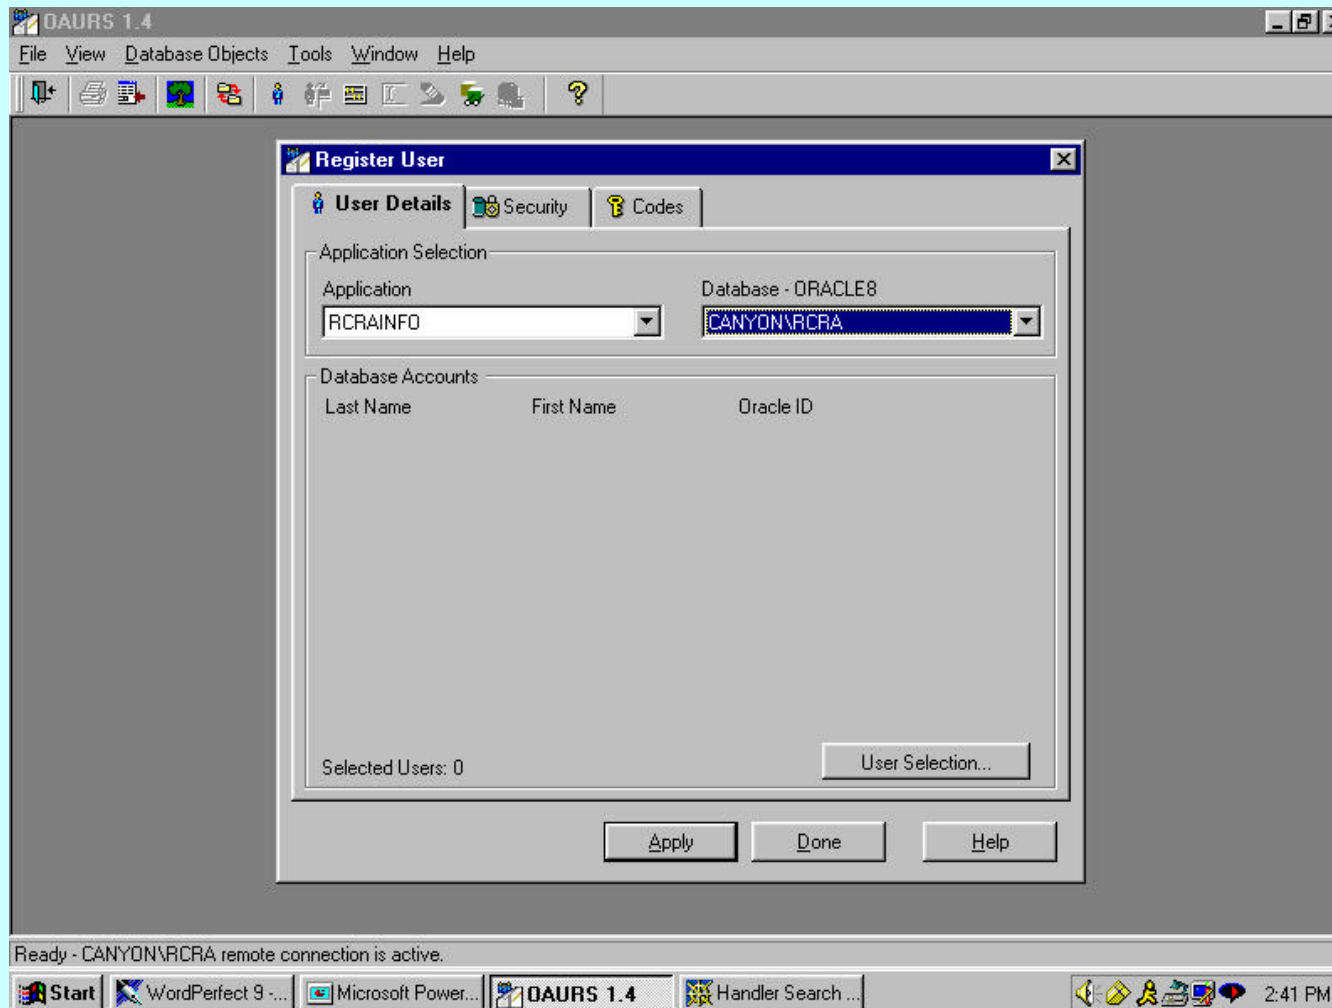 OAURS 1.4
File View Database Objects Tools Window Help
Register User
User Details Security Codes
Application Selection
Application Database - ORACLE8
RCRAINFO CANYON\RCRA
Database Accounts
Last Name First Name Oracle ID
Selected Users: 0 User Selection...
Apply Done Help
Ready - CANYON\RCRA remote connection is active.
Start WordPerfect 9 -... Microsoft Power... OAURS 1.4 Handler Search ... 2:41 PM